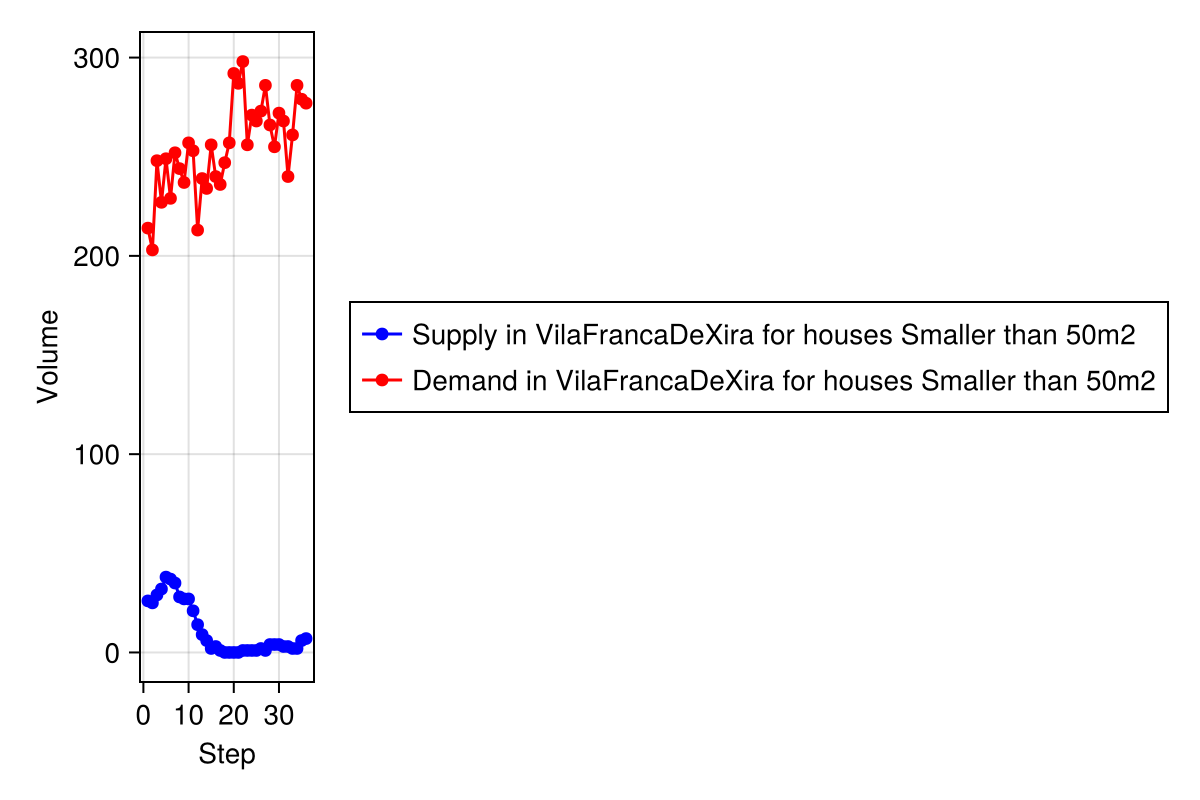 300
200
100
0
Volume
0 10 20 30
Step
Supply in VilaFrancaDeXira for houses Smaller than 50m2
Demand in VilaFrancaDeXira for houses Smaller than 50m2